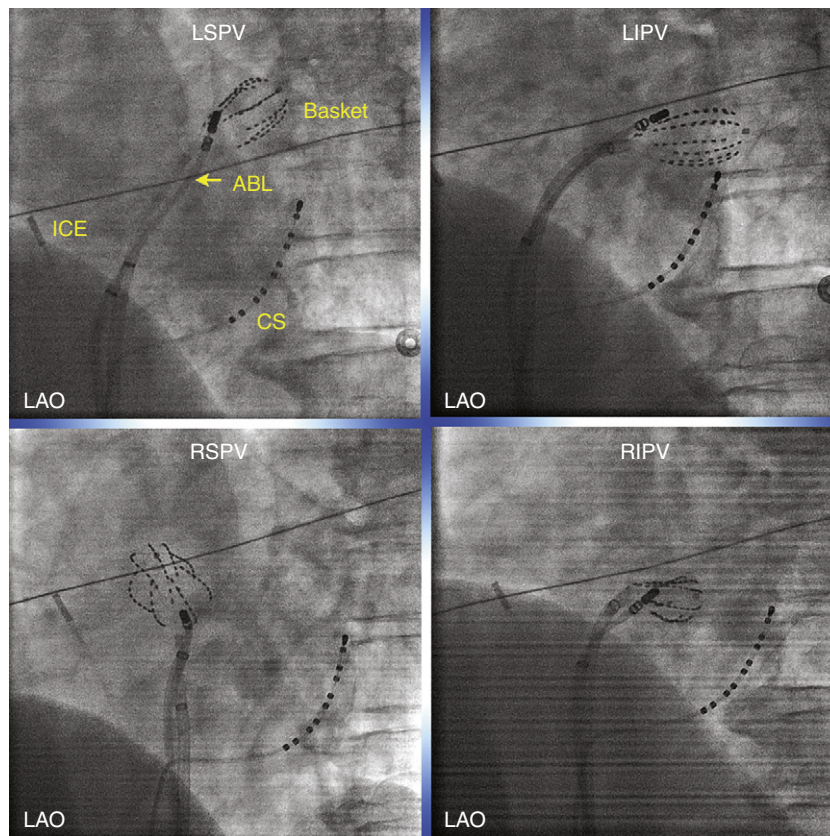 LSPV
Basket
ABL
ICE
CS
LAO
LIPV
LAO
RSPV
LAO
RIPV
LAO